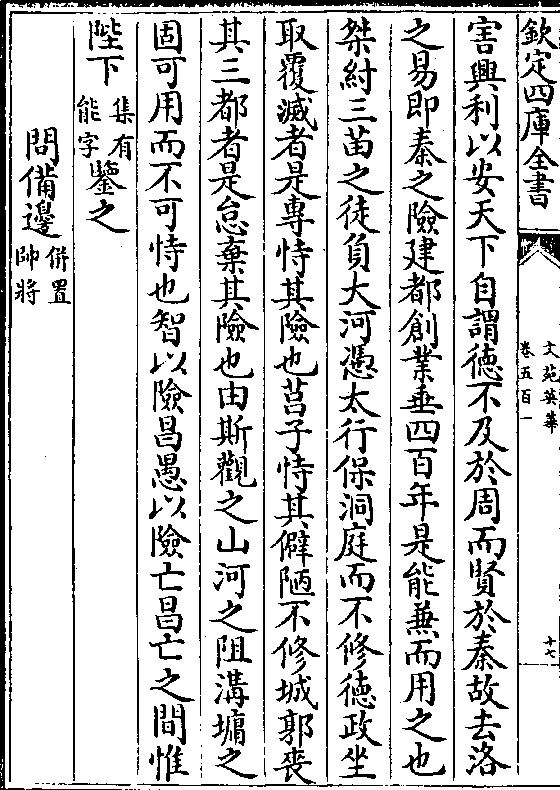 欽定四庫全書
文苑英華
卷五百一
十七
害興利以安天下自謂德不及於周而賢於秦故去洛
之易即秦之險建都創業垂四百年是能兼而用之也
桀紂三苗之徒負大河憑太行保洞庭而不修德政坐
取覆滅者是專恃其險也莒子恃其僻陋不修城郭喪
其三都者是怠棄其險也由斯觀之山河之阻溝墉之
固可用而不可恃也智以險昌愚以險亡昌亡之間惟
陛下集有能字鑒之
問備邊併置帥將